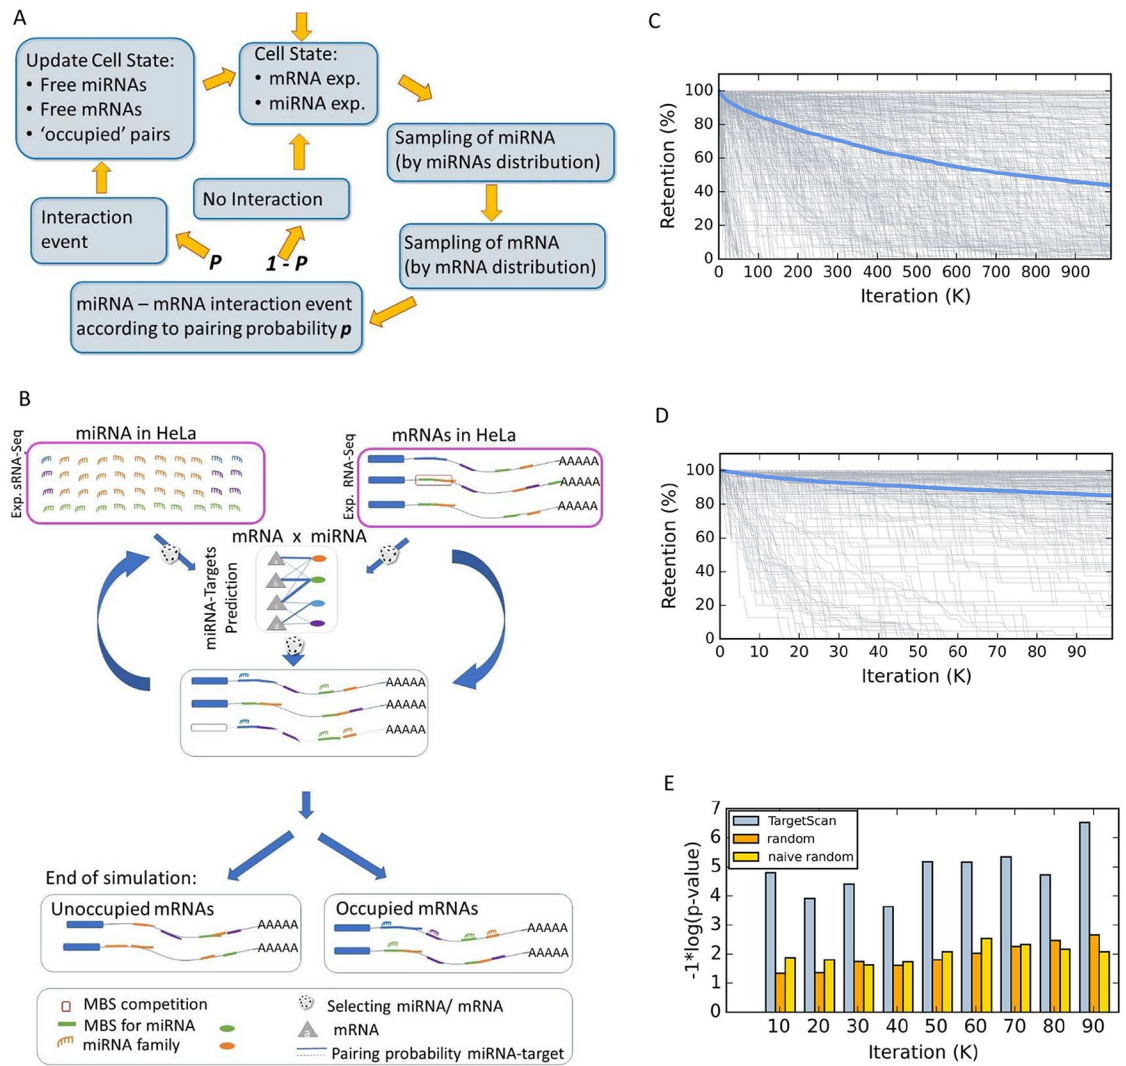 A
Update Cell State:
• Free miRNAs
• Free mRNAs
• ‘occupied’ pairs
Cell State:
• mRNA exp.
• miRNA exp.
Sampling of miRNA
(by miRNAs distribution)
Sampling of mRNA
(by mRNA distribution)
No Interaction
Interaction
event
P
1 - P
miRNA – mRNA interaction event
according to pairing probability p
B
miRNA in HeLa
Exp. sRNA-Seq
mRNAs in HeLa
Exp. RNA-Seq
AAAAA
AAAAA
AAAAA
mRNA x miRNA
miRNA-Targets
Prediction
AAAAA
AAAAA
AAAAA
End of simulation:
Unoccupied mRNAs
AAAAA
AAAAA
Occupied mRNAs
AAAAA
AAAAA
MBS competition
MBS for miRNA
miRNA family
Selecting miRNA/ mRNA
a
mRNA
Pairing probability miRNA-target
C
Retention (%)
100
80
60
40
20
0
0 100 200 300 400 500 600 700 800 900
Iteration (K)
D
Retention (%)
100
80
60
40
20
0
0 10 20 30 40 50 60 70 80 90
Iteration (K)
E
-1*log(p-value)
7
6
5
4
3
2
1
0
TargetScan
random
naive random
10 20 30 40 50 60 70 80 90
Iteration (K)